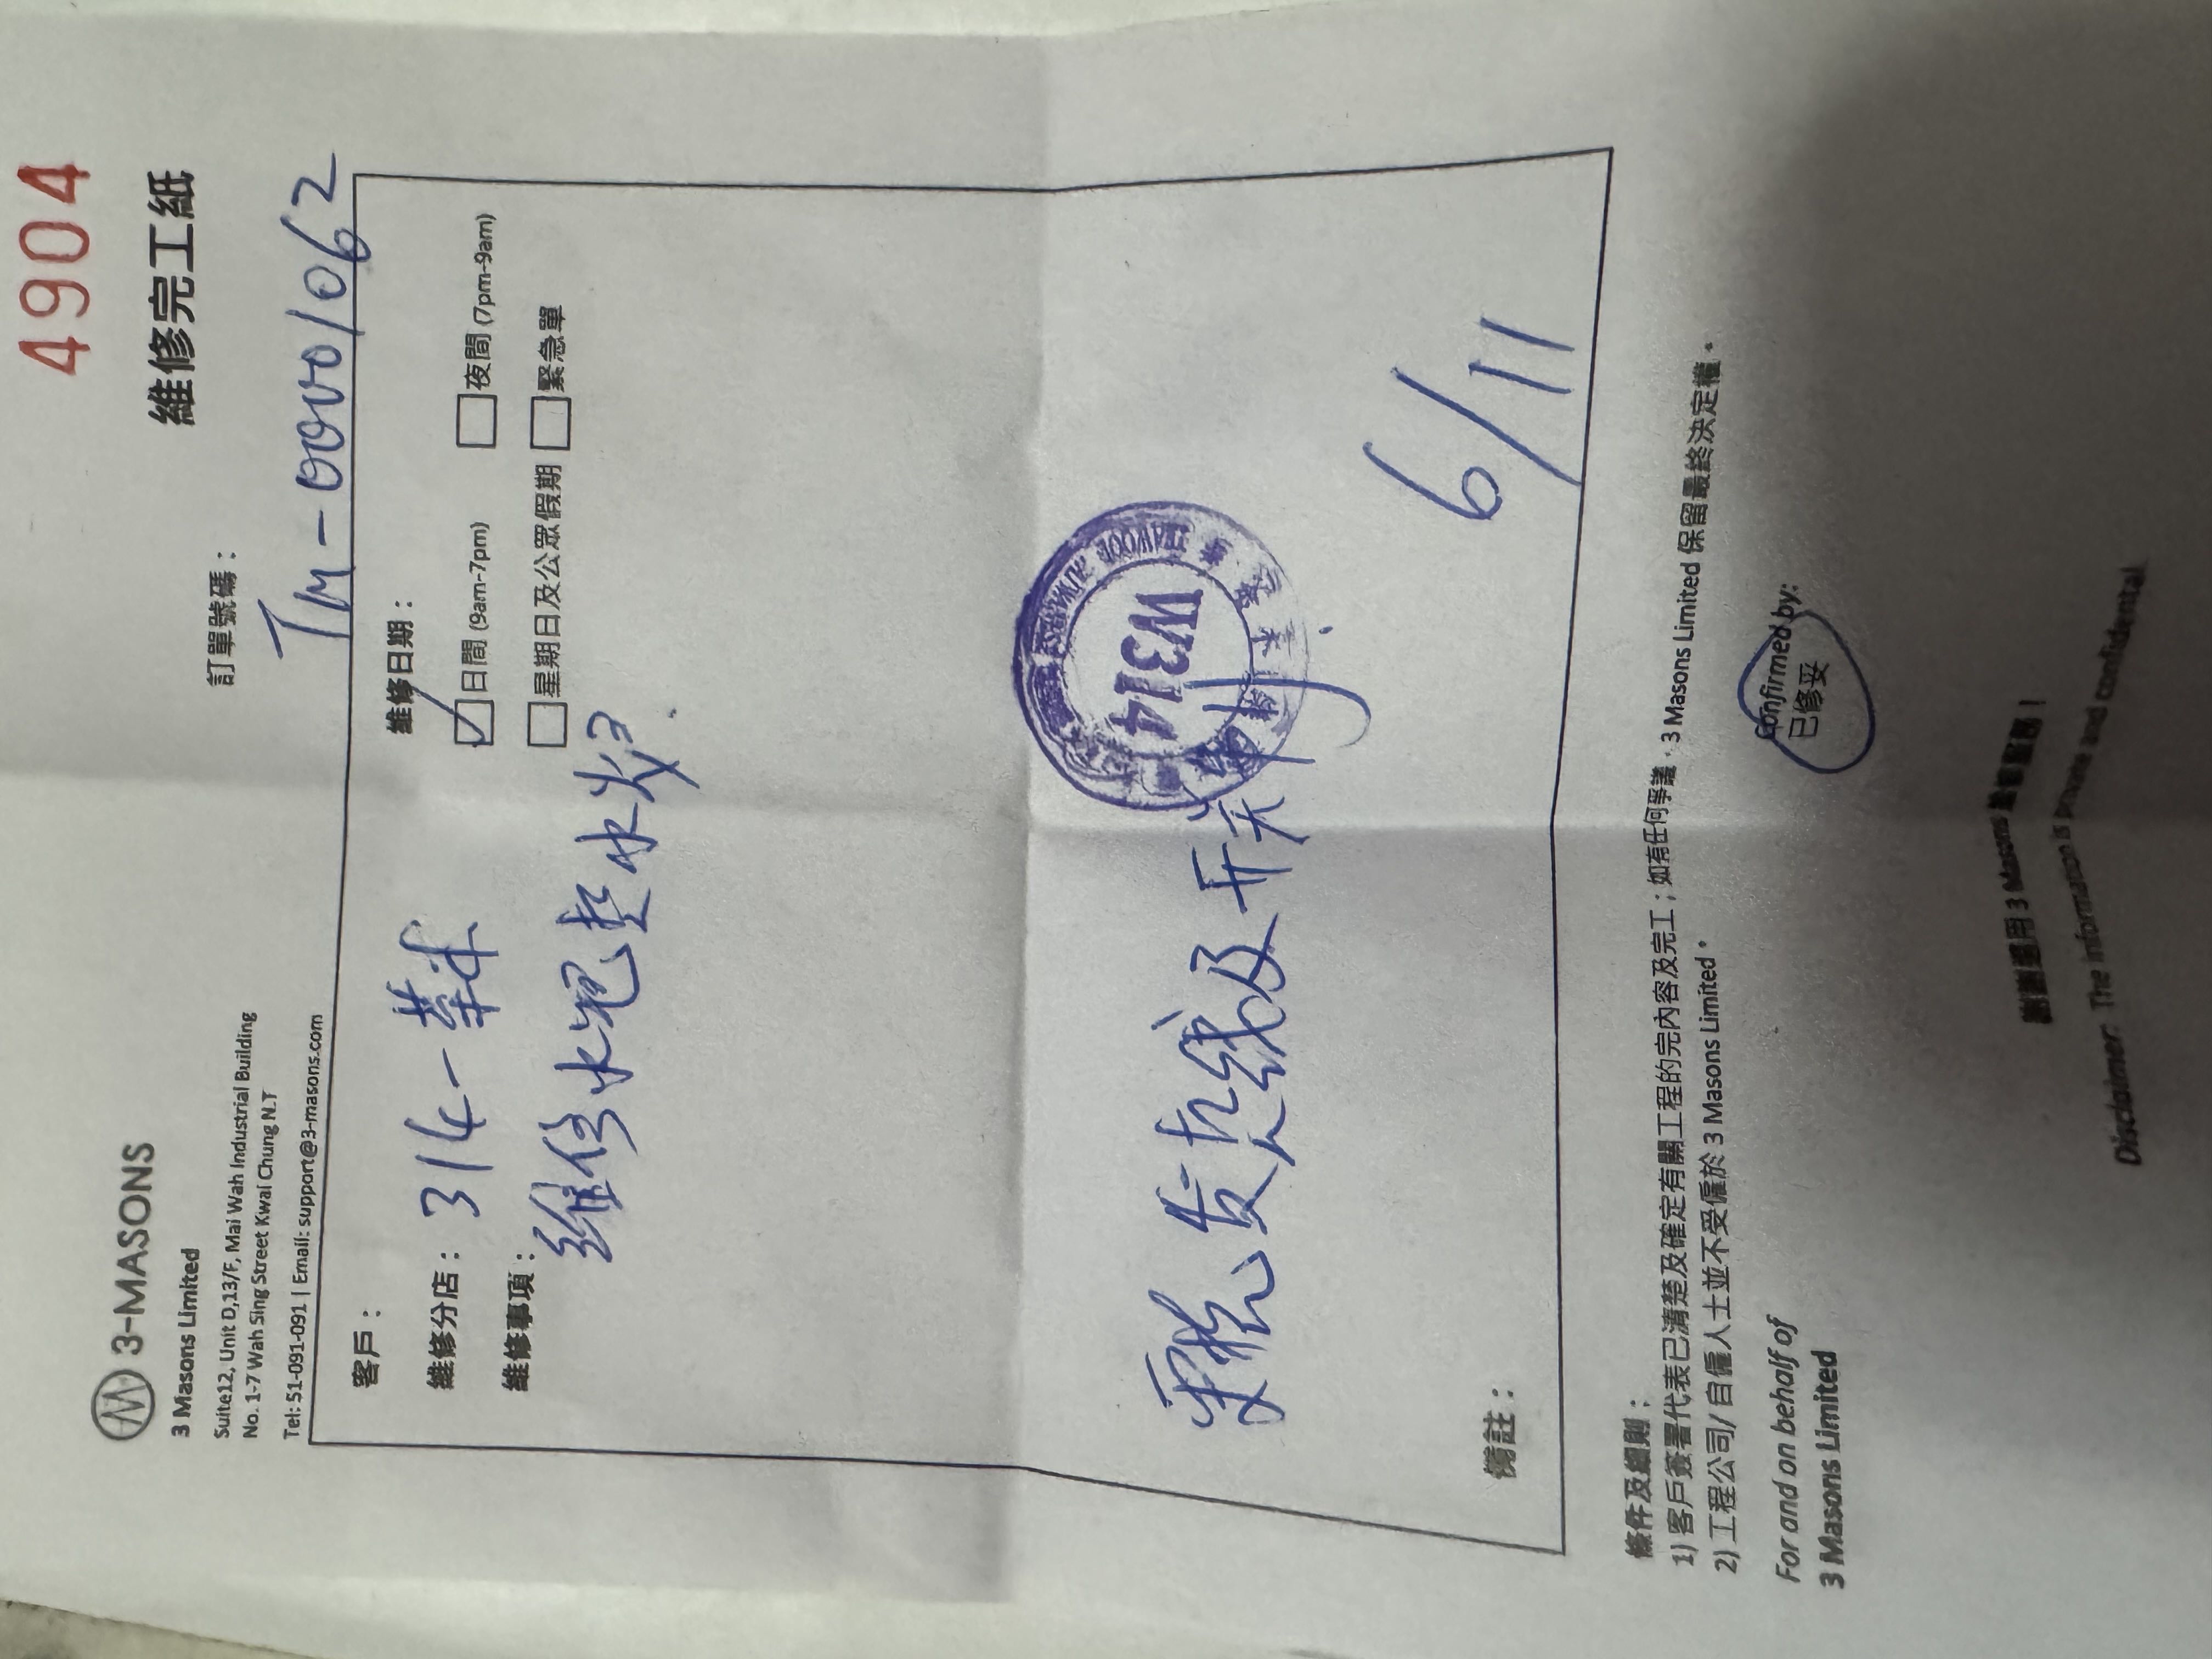 4904
3-MASONS
維修完工紙
3 Masons Limited
Suite12, Unit D,13/F, Mai Wah Industrial Building
No. 1-7 Wah Sing Street Kwai Chung N.T
Tel: 51-091-091 | Email: support@3-masons.com
訂單號碼：
客戶：
維修日期：
維修分店： 314-華
日間 (9am-7pm) 夜間 (7pm-9am)
維修事項：
星期日及公眾假期 緊急單
維修水
及开关
W314
備註：
6/11
條件及細則：
1) 客戶簽署代表已清楚及確定有關工程的完內容及完工；如有任何爭議，3 Masons Limited 保留最終決定權。
2) 工程公司/ 自僱人士並不受僱於 3 Masons Limited。
For and on behalf of
3 Masons Limited
Confirmed by:
已修妥
Disclaimer: The information is private and confidental